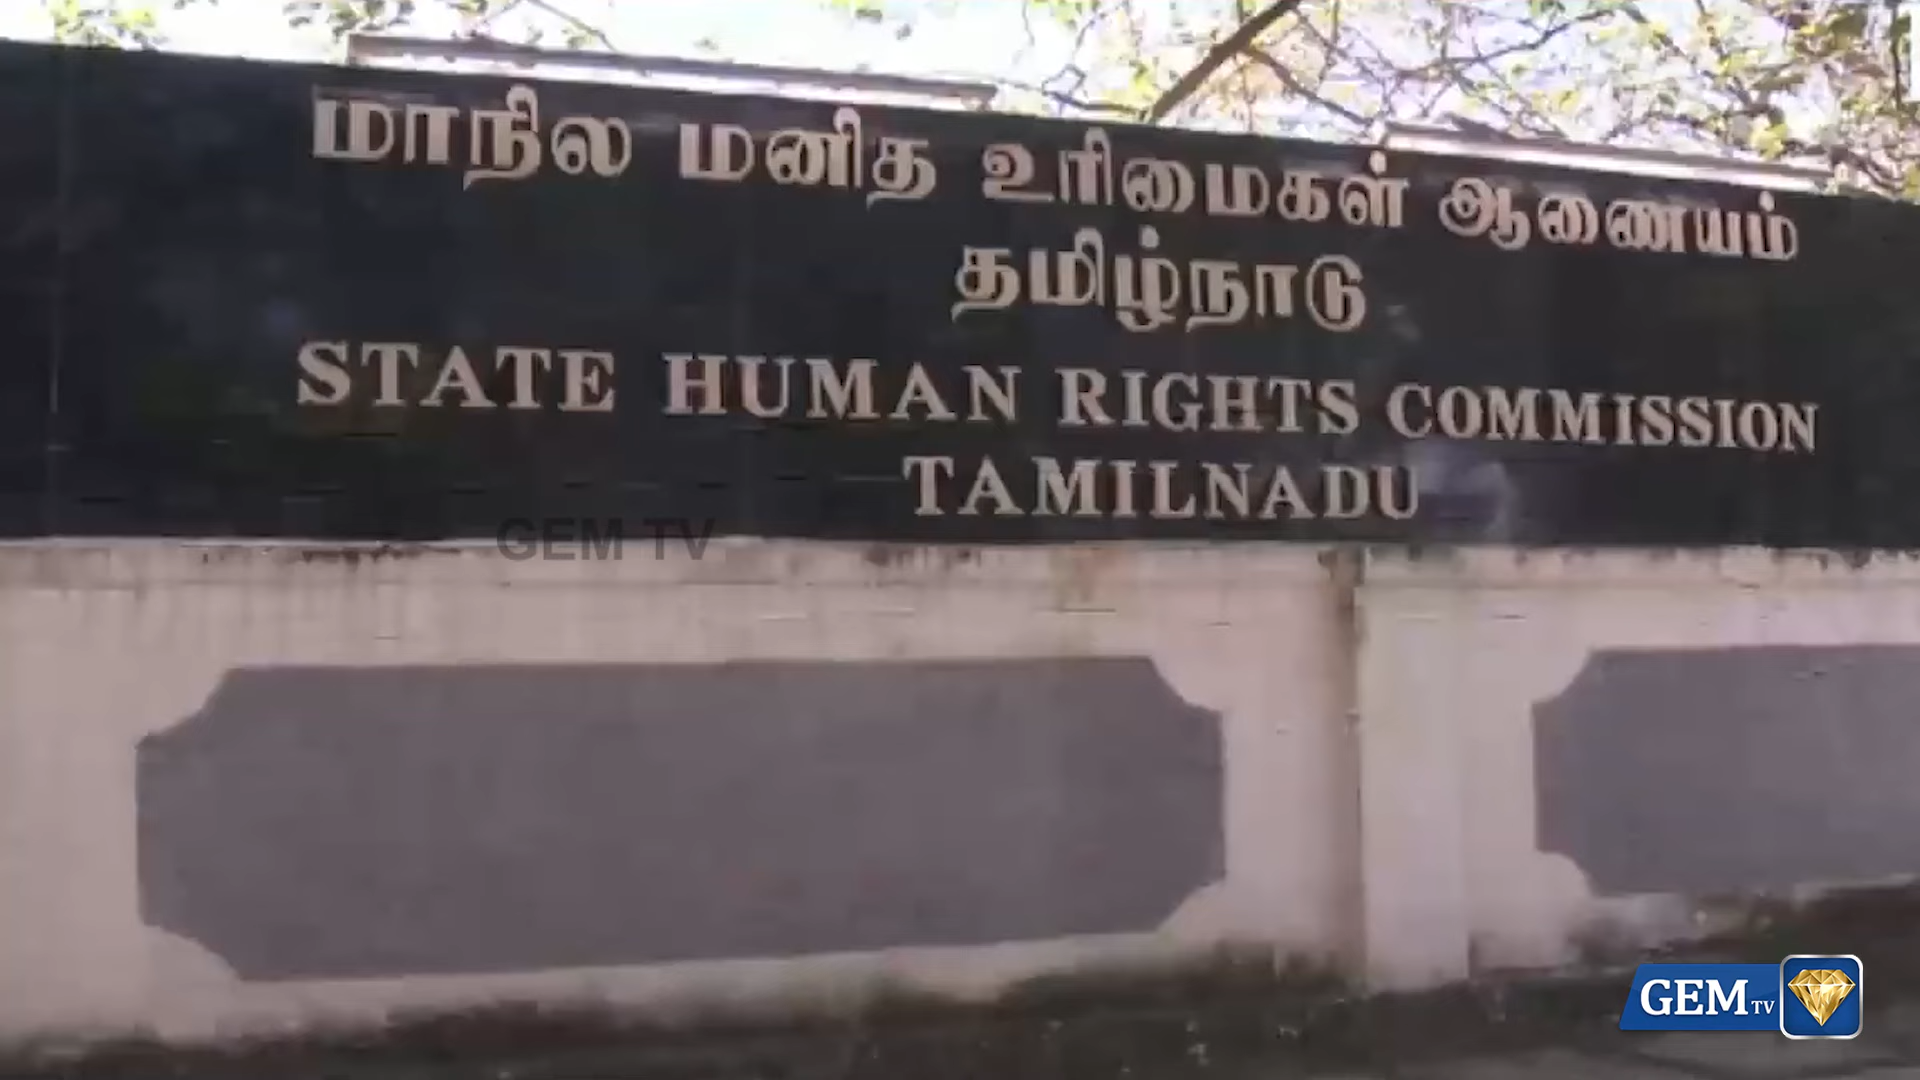 மாநில மனித உரிமைகள் ஆணையம்
தமிழ்நாடு
STATE HUMAN RIGHTS COMMISSION
TAMILNADU
GEM TV
GEM TV